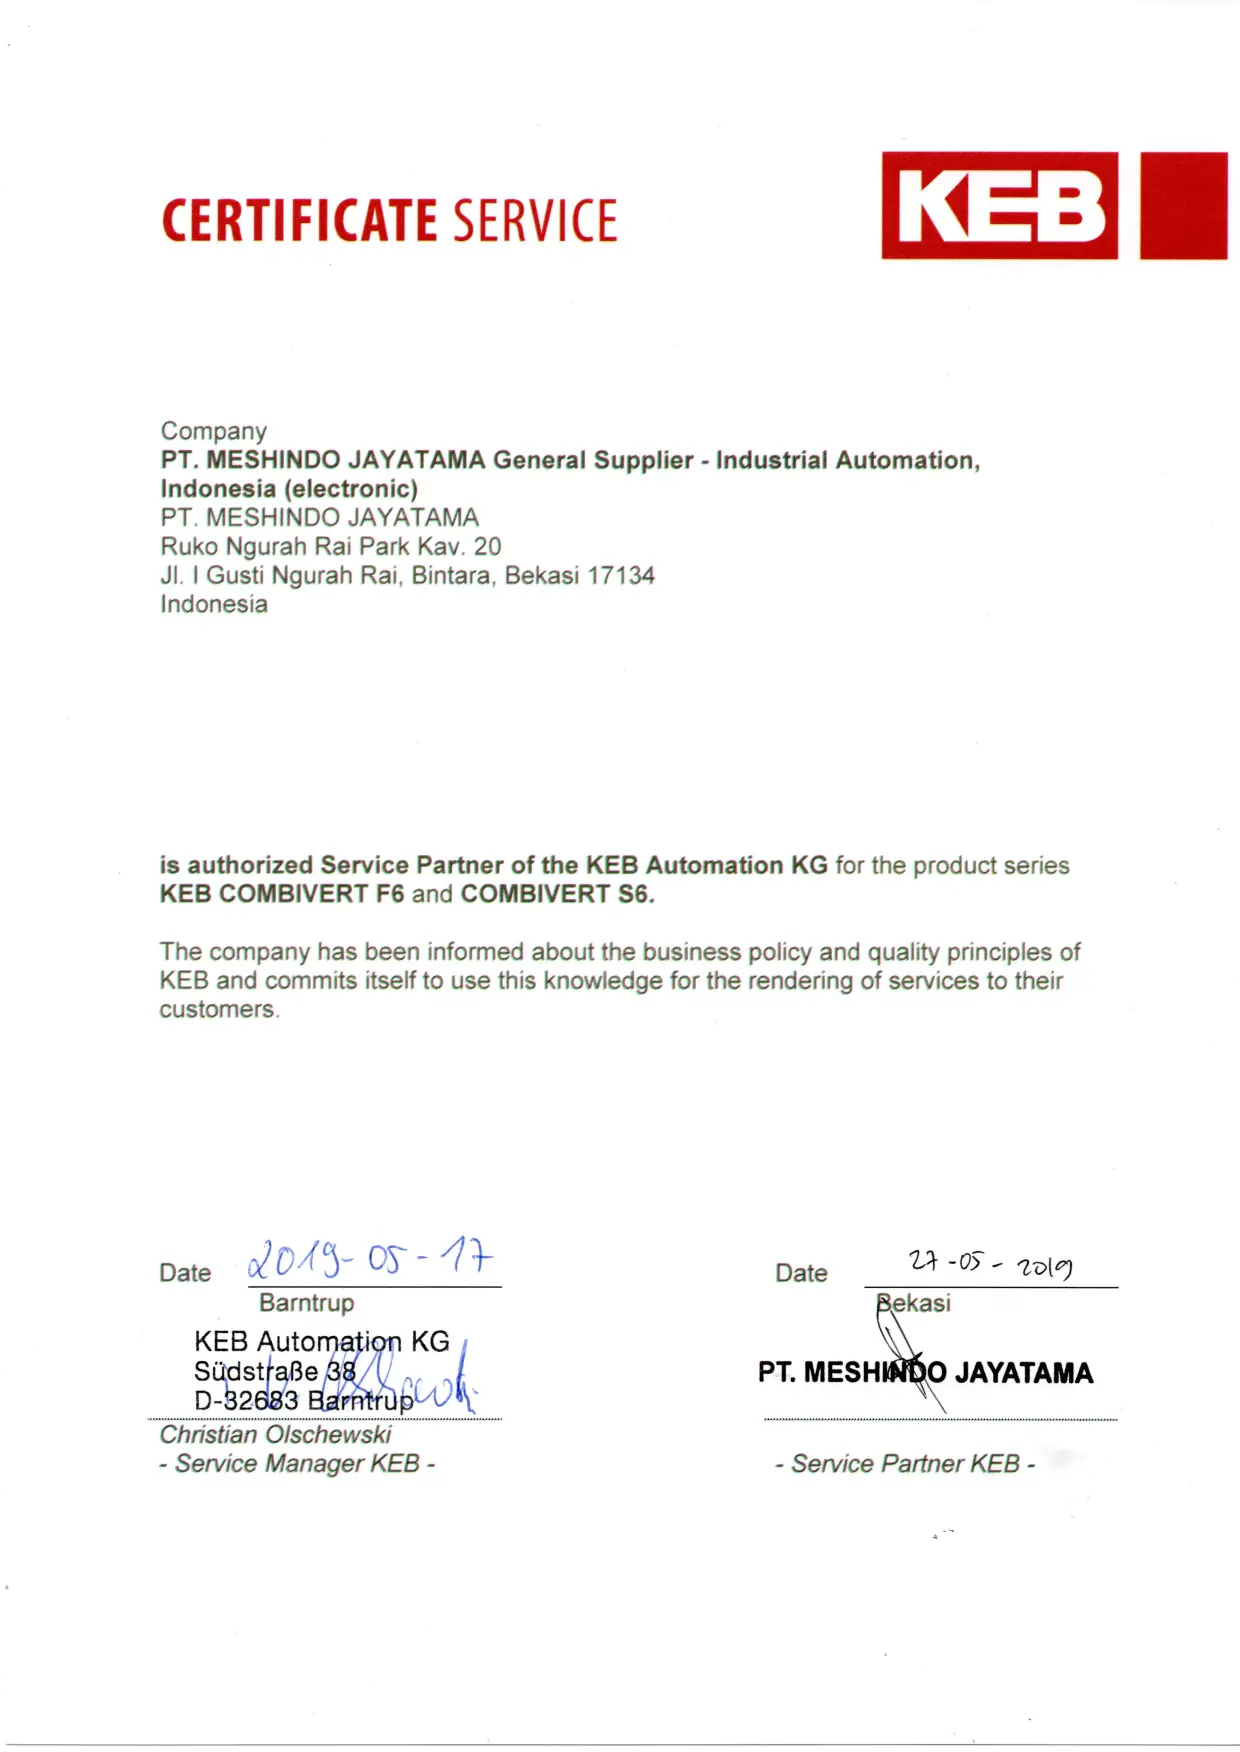 CERTIFICATE SERVICE
KEB
Company
PT. MESHINDO JAYATAMA General Supplier - Industrial Automation,
Indonesia (electronic)
PT. MESHINDO JAYATAMA
Ruko Ngurah Rai Park Kav. 20
Jl. I Gusti Ngurah Rai, Bintara, Bekasi 17134
Indonesia
is authorized Service Partner of the KEB Automation KG for the product series
KEB COMBIVERT F6 and COMBIVERT S6.
The company has been informed about the business policy and quality principles of
KEB and commits itself to use this knowledge for the rendering of services to their
customers.
Date 2019-05-17
Barntrup
KEB Automation KG
Südstraße 38
D-32683 Barntrup
Christian Olschewski
- Service Manager KEB -
Date 27-05-2019
Bekasi
PT. MESHINDO JAYATAMA
- Service Partner KEB -